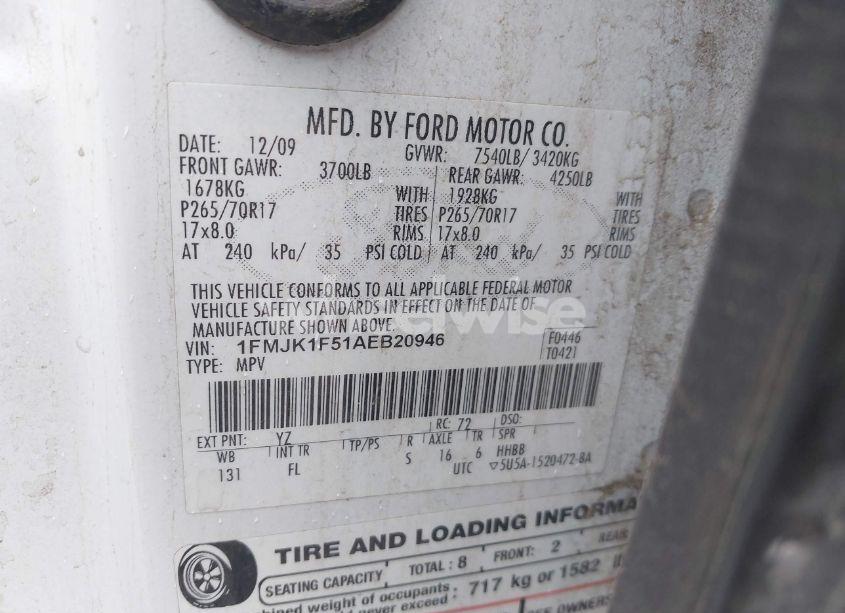 MFD. BY FORD MOTOR CO.
DATE: 12/09 GVWR: 7540LB/ 3420KG
FRONT GAWR: 3700LB REAR GAWR: 4250LB
1678KG WITH 1928KG WITH
P265/70R17 TIRES P265/70R17 TIRES
17x8.0 RIMS 17x8.0 RIMS
AT 240 kPa/ 35 PSI COLD AT 240 kPa/ 35 PSI COLD
THIS VEHICLE CONFORMS TO ALL APPLICABLE FEDERAL MOTOR
VEHICLE SAFETY STANDARDS IN EFFECT ON THE DATE OF
MANUFACTURE SHOWN ABOVE.
VIN: 1FMJK1F51AEB20946 F0446
TYPE: MPV T0421
EXT PNT: YZ RC: 72 DSO:
WB INT TR TP/PS R AXLE TR SPR
131 FL S 16 6 HHBB
UTC ▽5U5A-1520472-BA
TIRE AND LOADING INFORMA
SEATING CAPACITY TOTAL: 8 FRONT: 2 REAR
bined weight of occupants 717 kg or 1582